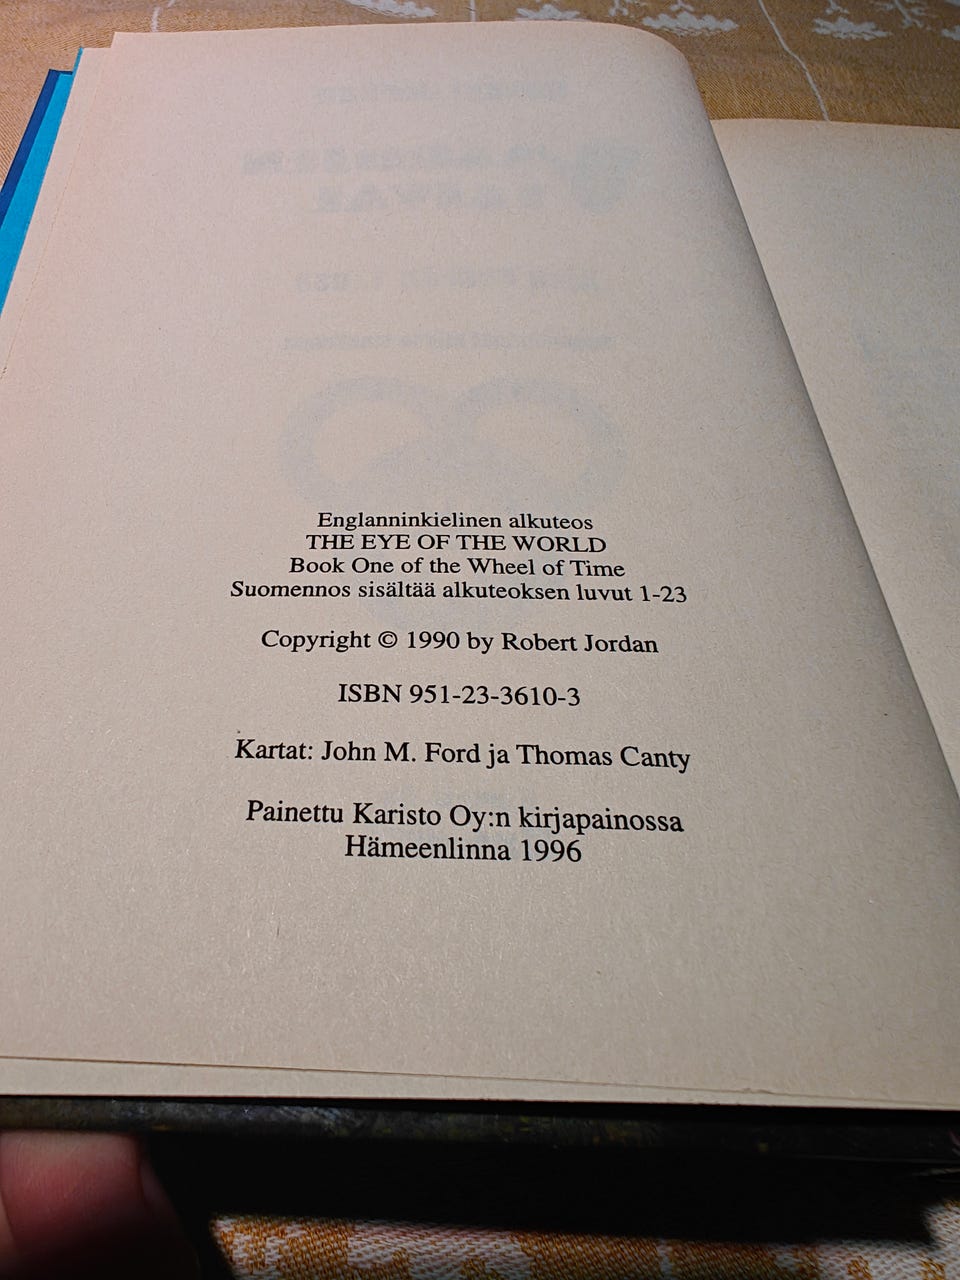 Englanninkielinen alkuteos
THE EYE OF THE WORLD
Book One of the Wheel of Time
Suomennos sisältää alkuteoksen luvut 1-23
Copyright © 1990 by Robert Jordan
ISBN 951-23-3610-3
Kartat: John M. Ford ja Thomas Canty
Painettu Karisto Oy:n kirjapainossa
Hämeenlinna 1996